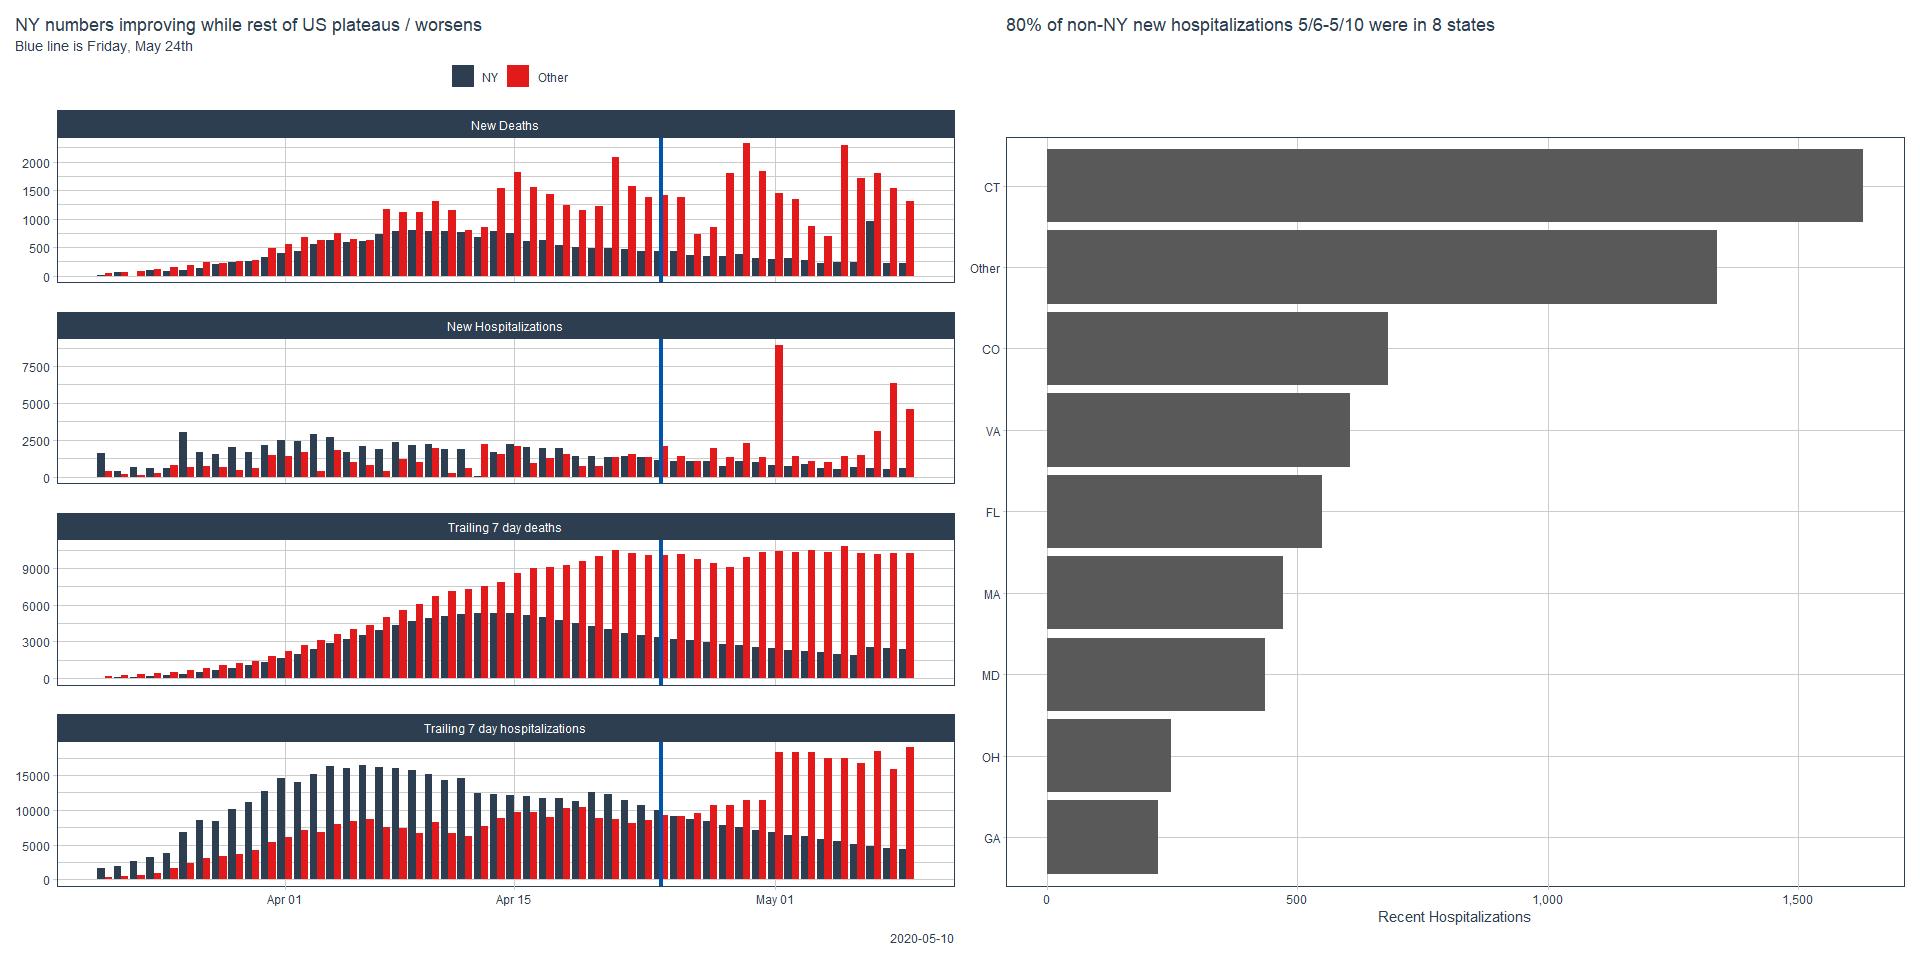 NY numbers improving while rest of US plateaus / worsens
Blue line is Friday, May 24th
NY
Other
New Deaths
2000
1500
1000
500
0
New Hospitalizations
7500
5000
2500
0
Trailing 7 day deaths
9000
6000
3000
0
Trailing 7 day hospitalizations
15000
10000
5000
0
Apr 01
Apr 15
May 01
2020-05-10
80% of non-NY new hospitalizations 5/6-5/10 were in 8 states
CT
Other
CO
VA
FL
MA
MD
OH
GA
0
500
1,000
1,500
Recent Hospitalizations